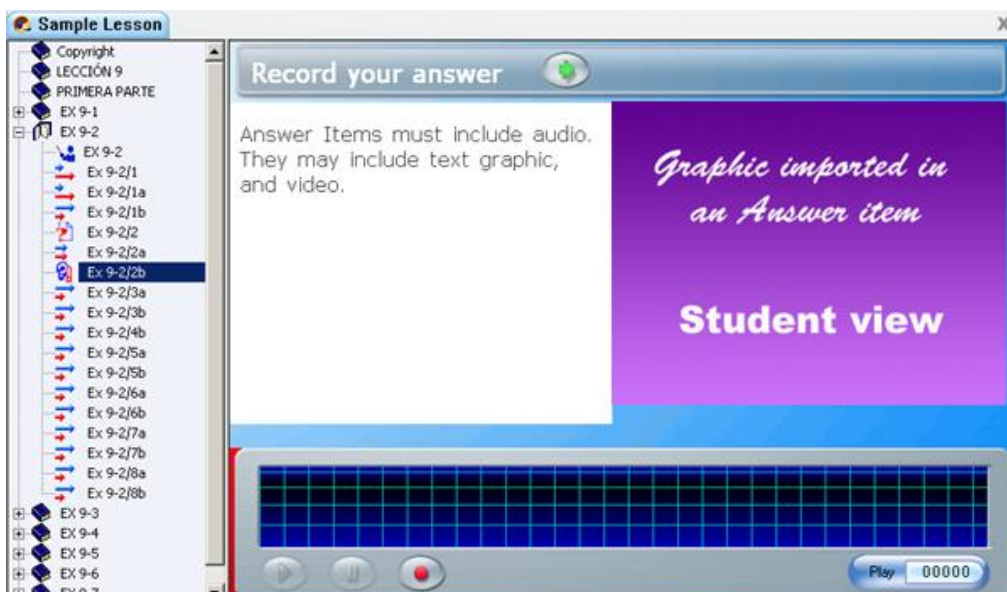 Sample Lesson
X
Copyright
LECCIÓN 9
PRIMERA PARTE
EX 9-1
EX 9-2
EX 9-2
Ex 9-2/1
Ex 9-2/1a
Ex 9-2/1b
Ex 9-2/2
Ex 9-2/2a
Ex 9-2/2b
Ex 9-2/3a
Ex 9-2/3b
Ex 9-2/4b
Ex 9-2/5a
Ex 9-2/5b
Ex 9-2/6a
Ex 9-2/6b
Ex 9-2/7a
Ex 9-2/7b
Ex 9-2/8a
Ex 9-2/8b
EX 9-3
EX 9-4
EX 9-5
EX 9-6
EX 9-7
Record your answer
Answer Items must include audio.
They may include text graphic,
and video.
Graphic imported in
an Answer item
Student view
Play 00000